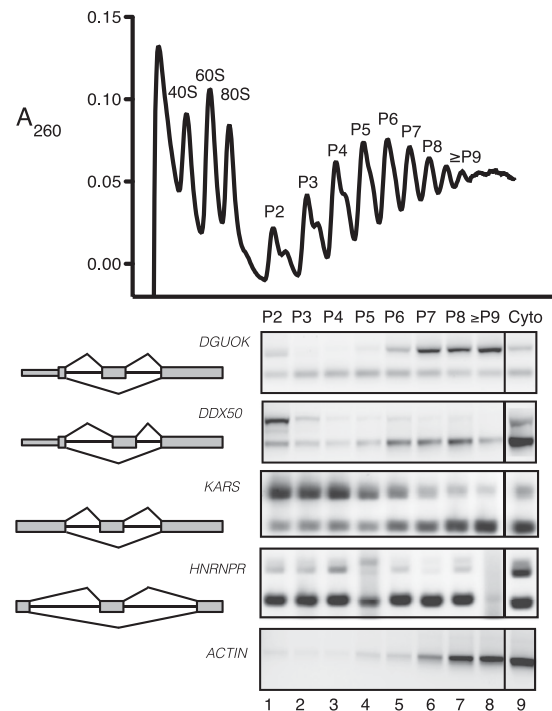 0.15
60S
40S
80S
0.10
A260
P6
P5
P7
P4
P8
≥P9
P3
0.05
P2
0.00
P2 P3 P4 P5 P6 P7 P8 ≥P9 Cyto
DGUOK
DDX50
KARS
HNRNPR
ACTIN
1 2 3 4 5 6 7 8 9